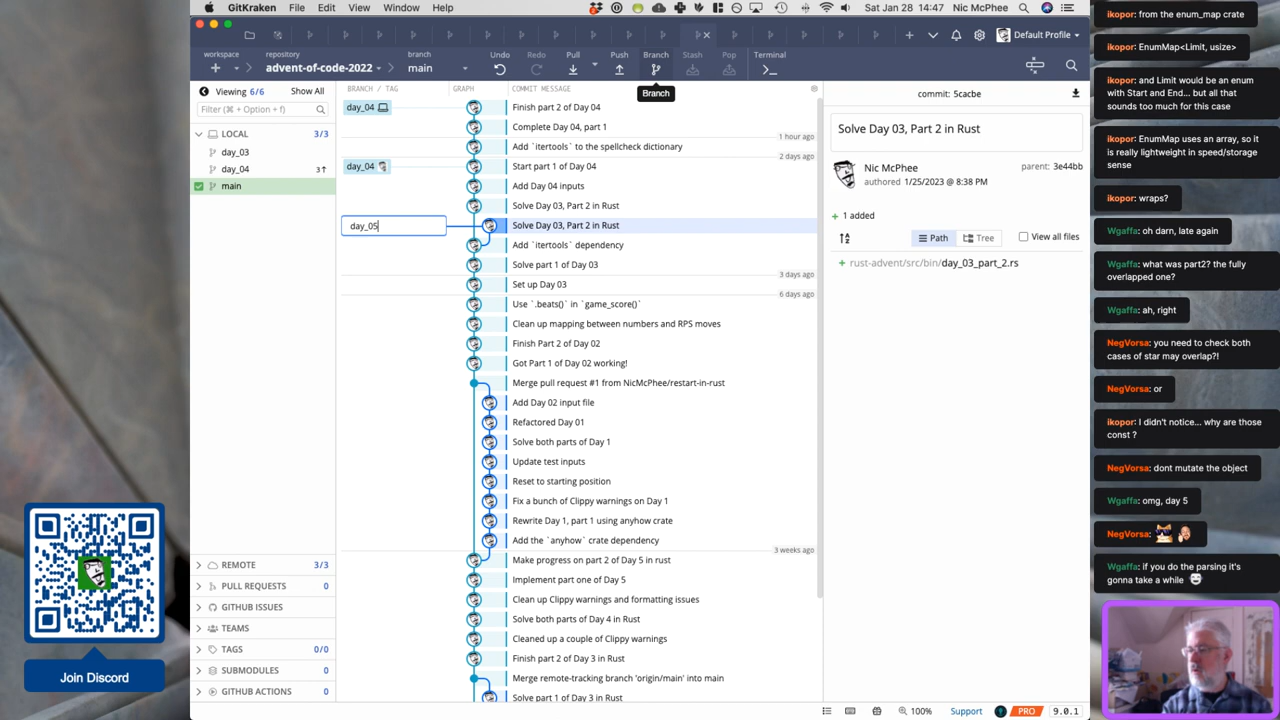 GitKraken File Edit View Window Help
Sat Jan 28 14:47 Nic McPhee
Default Profile
workspace
repository
advent-of-code-2022
branch
main
Undo
Redo
Pull
Push
Branch
Stash
Pop
Terminal
Branch
Viewing 6/6 Show All
Filter (⌘ + Option + f)
LOCAL 3/3
day_03
day_04 3↑
main
REMOTE 3/3
PULL REQUESTS 0
GITHUB ISSUES
TEAMS
TAGS 0/0
SUBMODULES 0
GITHUB ACTIONS 0
BRANCH / TAG GRAPH COMMIT MESSAGE
day_04 Finish part 2 of Day 04
Complete Day 04, part 1
1 hour ago
Add `itertools` to the spellcheck dictionary
2 days ago
day_04 Start part 1 of Day 04
Add Day 04 inputs
Solve Day 03, Part 2 in Rust
day_05 Solve Day 03, Part 2 in Rust
Add `itertools` dependency
Solve part 1 of Day 03
3 days ago
Set up Day 03
6 days ago
Use `.beats()` in `game_score()`
Clean up mapping between numbers and RPS moves
Finish Part 2 of Day 02
Got Part 1 of Day 02 working!
Merge pull request #1 from NicMcPhee/restart-in-rust
Add Day 02 input file
Refactored Day 01
Solve both parts of Day 1
Update test inputs
Reset to starting position
Fix a bunch of Clippy warnings on Day 1
Rewrite Day 1, part 1 using anyhow crate
Add the `anyhow` crate dependency
3 weeks ago
Make progress on part 2 of Day 5 in rust
Implement part one of Day 5
Clean up Clippy warnings and formatting issues
Solve both parts of Day 4 in Rust
Cleaned up a couple of Clippy warnings
Finish part 2 of Day 3 in Rust
Merge remote-tracking branch 'origin/main' into main
Solve part 1 of Day 3 in Rust
commit: 5cacbe
Solve Day 03, Part 2 in Rust
Nic McPhee
authored 1/25/2023 @ 8:38 PM
parent: 3e44bb
+ 1 added
Path Tree View all files
+ rust-advent/src/bin/day_03_part_2.rs
100% Support PRO 9.0.1
Join Discord
ikopor: from the enum_map crate
ikopor: EnumMap<Limit, usize>
ikopor: and Limit would be an enum
with Start and End... but all that
sounds too much for this case
ikopor: EnumMap uses an array, so it
is really lightweight in speed/storage
sense
ikopor: wraps?
Wgaffa: oh darn, late again
Wgaffa: what was part2? the fully
overlapped one?
Wgaffa: ah, right
NegVorsa: you need to check both
cases of star may overlap?!
NegVorsa: or
ikopor: I didn't notice... why are those
const ?
NegVorsa: dont mutate the object
Wgaffa: omg, day 5
NegVorsa:
Wgaffa: if you do the parsing it's
gonna take a while